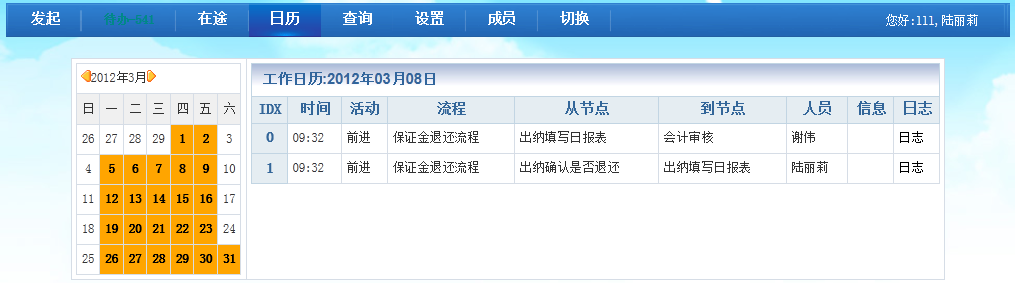 发起 待办-541 在途 日历 查询 设置 成员 切换 您好:111,陆丽莉
2012年3月
日 一 二 三 四 五 六
26 27 28 29 1 2 3
4 5 6 7 8 9 10
11 12 13 14 15 16 17
18 19 20 21 22 23 24
25 26 27 28 29 30 31
工作日历:2012年03月08日
IDX 时间 活动 流程 从节点 到节点 人员 信息 日志
0 09:32 前进 保证金退还流程 出纳填写日报表 会计审核 谢伟 日志
1 09:32 前进 保证金退还流程 出纳确认是否退还 出纳填写日报表 陆丽莉 日志